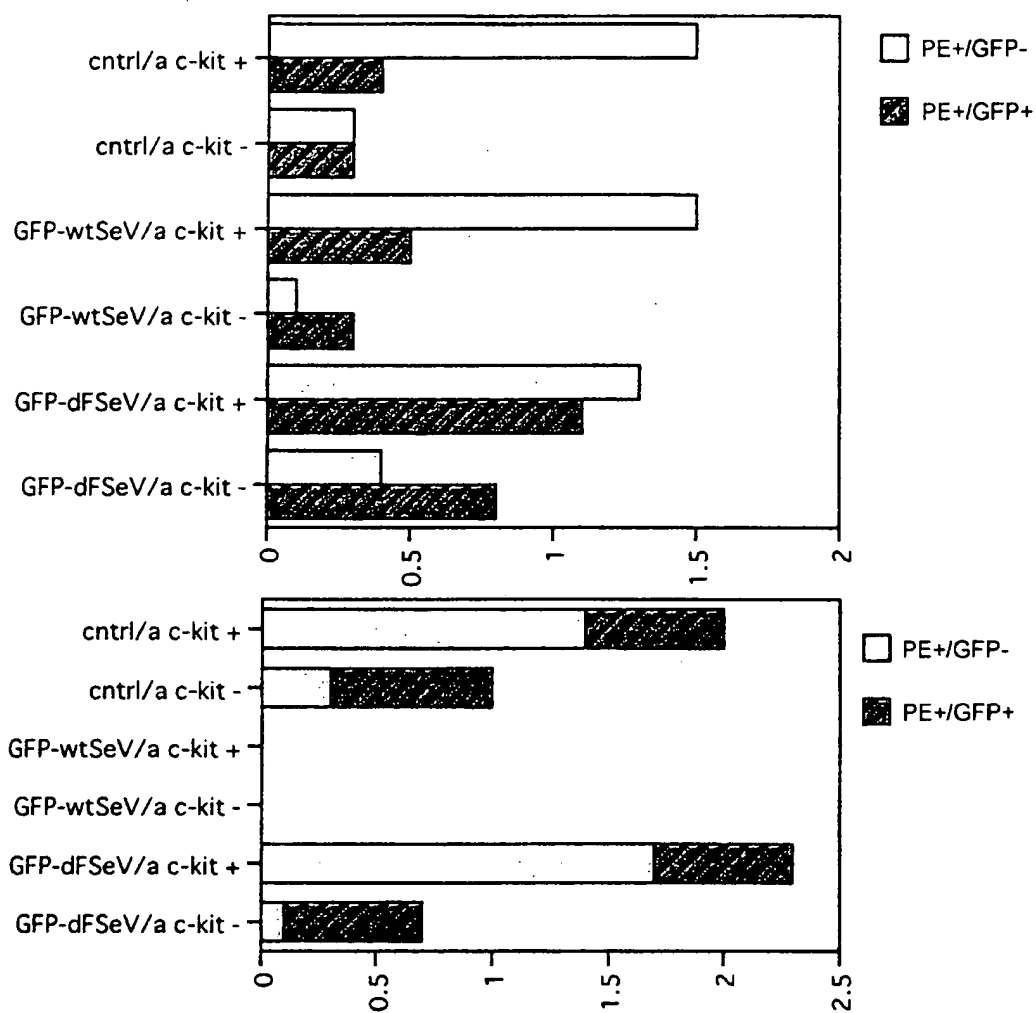 cntrl/a c-kit +
cntrl/a c-kit -
GFP-wtSeV/a c-kit +
GFP-wtSeV/a c-kit -
GFP-dFSeV/a c-kit +
GFP-dFSeV/a c-kit -
0 0.5 1 1.5 2
PE+/GFP-
PE+/GFP+
cntrl/a c-kit +
cntrl/a c-kit -
GFP-wtSeV/a c-kit +
GFP-wtSeV/a c-kit -
GFP-dFSeV/a c-kit +
GFP-dFSeV/a c-kit -
0 0.5 1 1.5 2 2.5
PE+/GFP-
PE+/GFP+